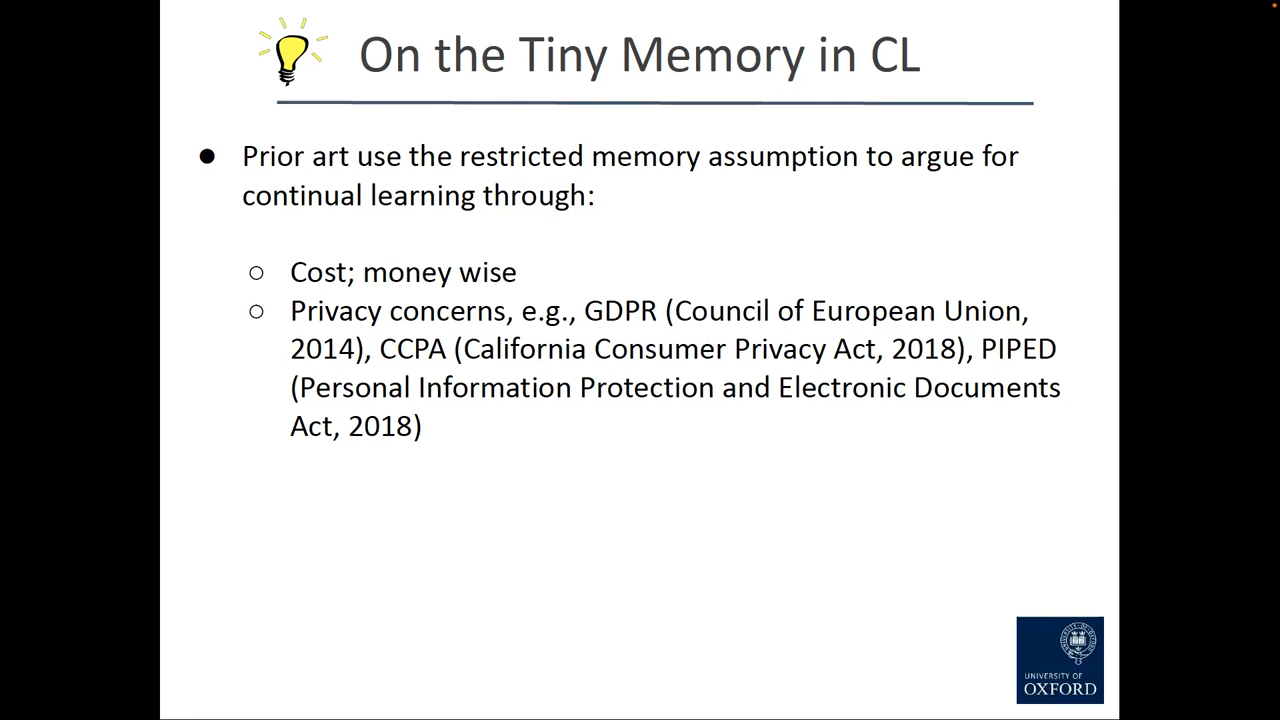 On the Tiny Memory in CL
● Prior art use the restricted memory assumption to argue for
continual learning through:
○ Cost; money wise
○ Privacy concerns, e.g., GDPR (Council of European Union,
2014), CCPA (California Consumer Privacy Act, 2018), PIPED
(Personal Information Protection and Electronic Documents
Act, 2018)
UNIVERSITY OF
OXFORD